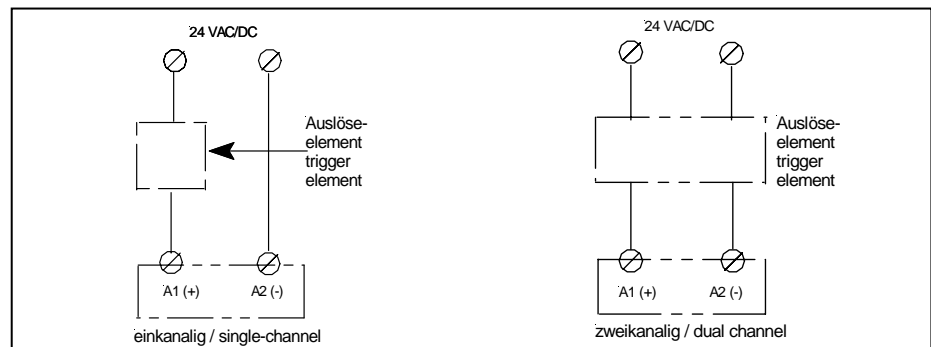 24 VAC/DC
Auslöse-
element
trigger
element
A1 (+)
A2 (-)
einkanalig / single-channel
24 VAC/DC
Auslöse-
element
trigger
element
A1 (+)
A2 (-)
zweikanalig / dual channel